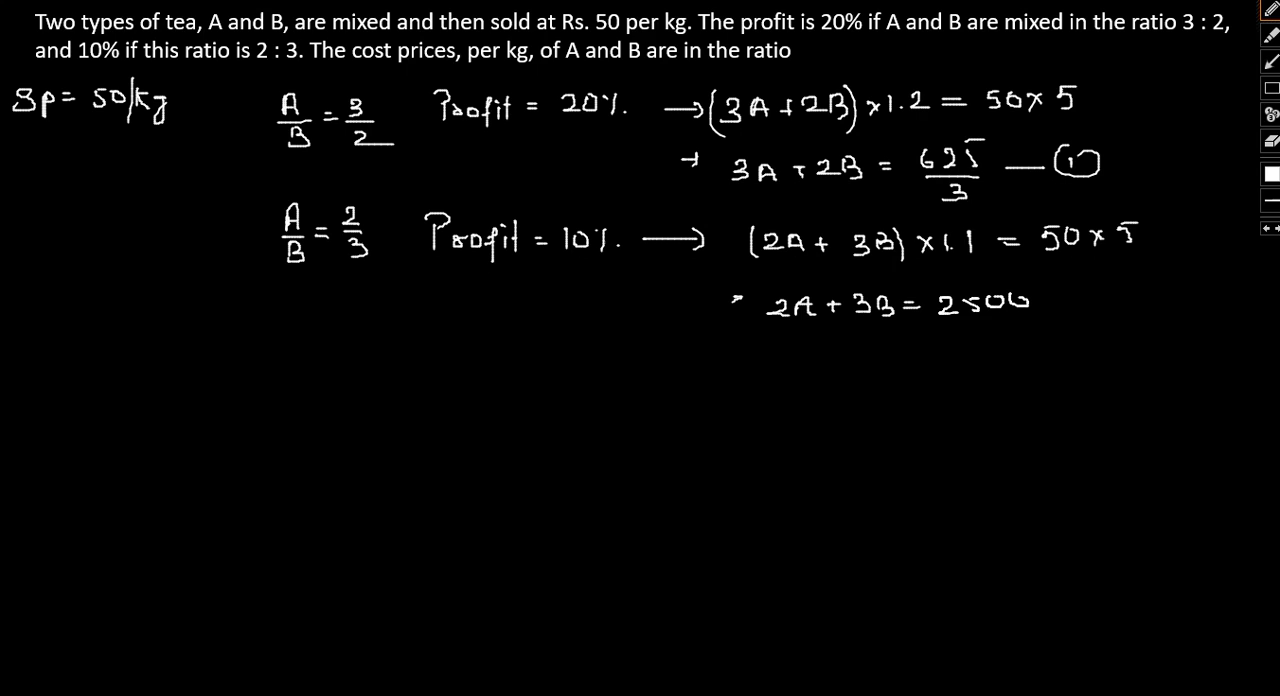 Two types of tea, A and B, are mixed and then sold at Rs. 50 per kg. The profit is 20% if A and B are mixed in the ratio 3 : 2,
and 10% if this ratio is 2 : 3. The cost prices, per kg, of A and B are in the ratio
SP = 50/kg A/B = 3/2 Profit = 20%. → (3A + 2B) × 1.2 = 50 × 5
→ 3A + 2B = 625/3 — ①
A/B = 2/3 Profit = 10%. → (2A + 3B) × 1.1 = 50 × 5
2A + 3B = 2500